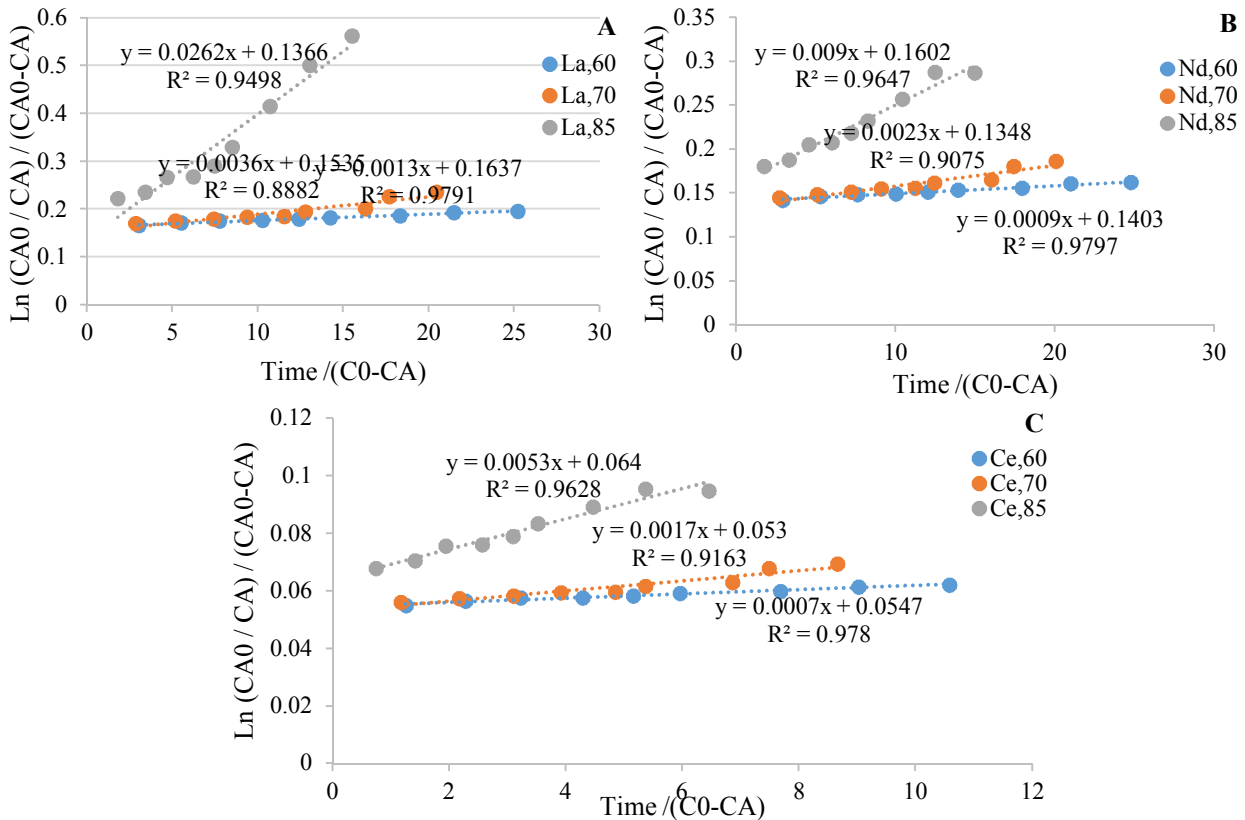 A
Ln (CA0 / CA) / (CA0-CA)
0.6
0.5
0.4
0.3
0.2
0.1
0
y = 0.0262x + 0.1366
R² = 0.9498
y = 0.0036x + 0.1535
R² = 0.8882
y = 0.0013x + 0.1637
R² = 0.9791
La,60
La,70
La,85
0 5 10 15 20 25 30
Time /(C0-CA)
B
Ln (CA0 / CA) / (CA0-CA)
0.35
0.3
0.25
0.2
0.15
0.1
0.05
0
y = 0.009x + 0.1602
R² = 0.9647
y = 0.0023x + 0.1348
R² = 0.9075
y = 0.0009x + 0.1403
R² = 0.9797
Nd,60
Nd,70
Nd,85
0 10 20 30
Time /(C0-CA)
C
Ln (CA0 / CA) / (CA0-CA)
0.12
0.1
0.08
0.06
0.04
0.02
0
y = 0.0053x + 0.064
R² = 0.9628
y = 0.0017x + 0.053
R² = 0.9163
y = 0.0007x + 0.0547
R² = 0.978
Ce,60
Ce,70
Ce,85
0 2 4 6 8 10 12
Time /(C0-CA)